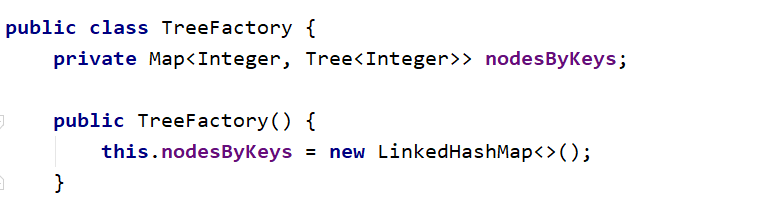 public class TreeFactory {
    private Map<Integer, Tree<Integer>> nodesByKeys;
    public TreeFactory() {
        this.nodesByKeys = new LinkedHashMap<>();
    }